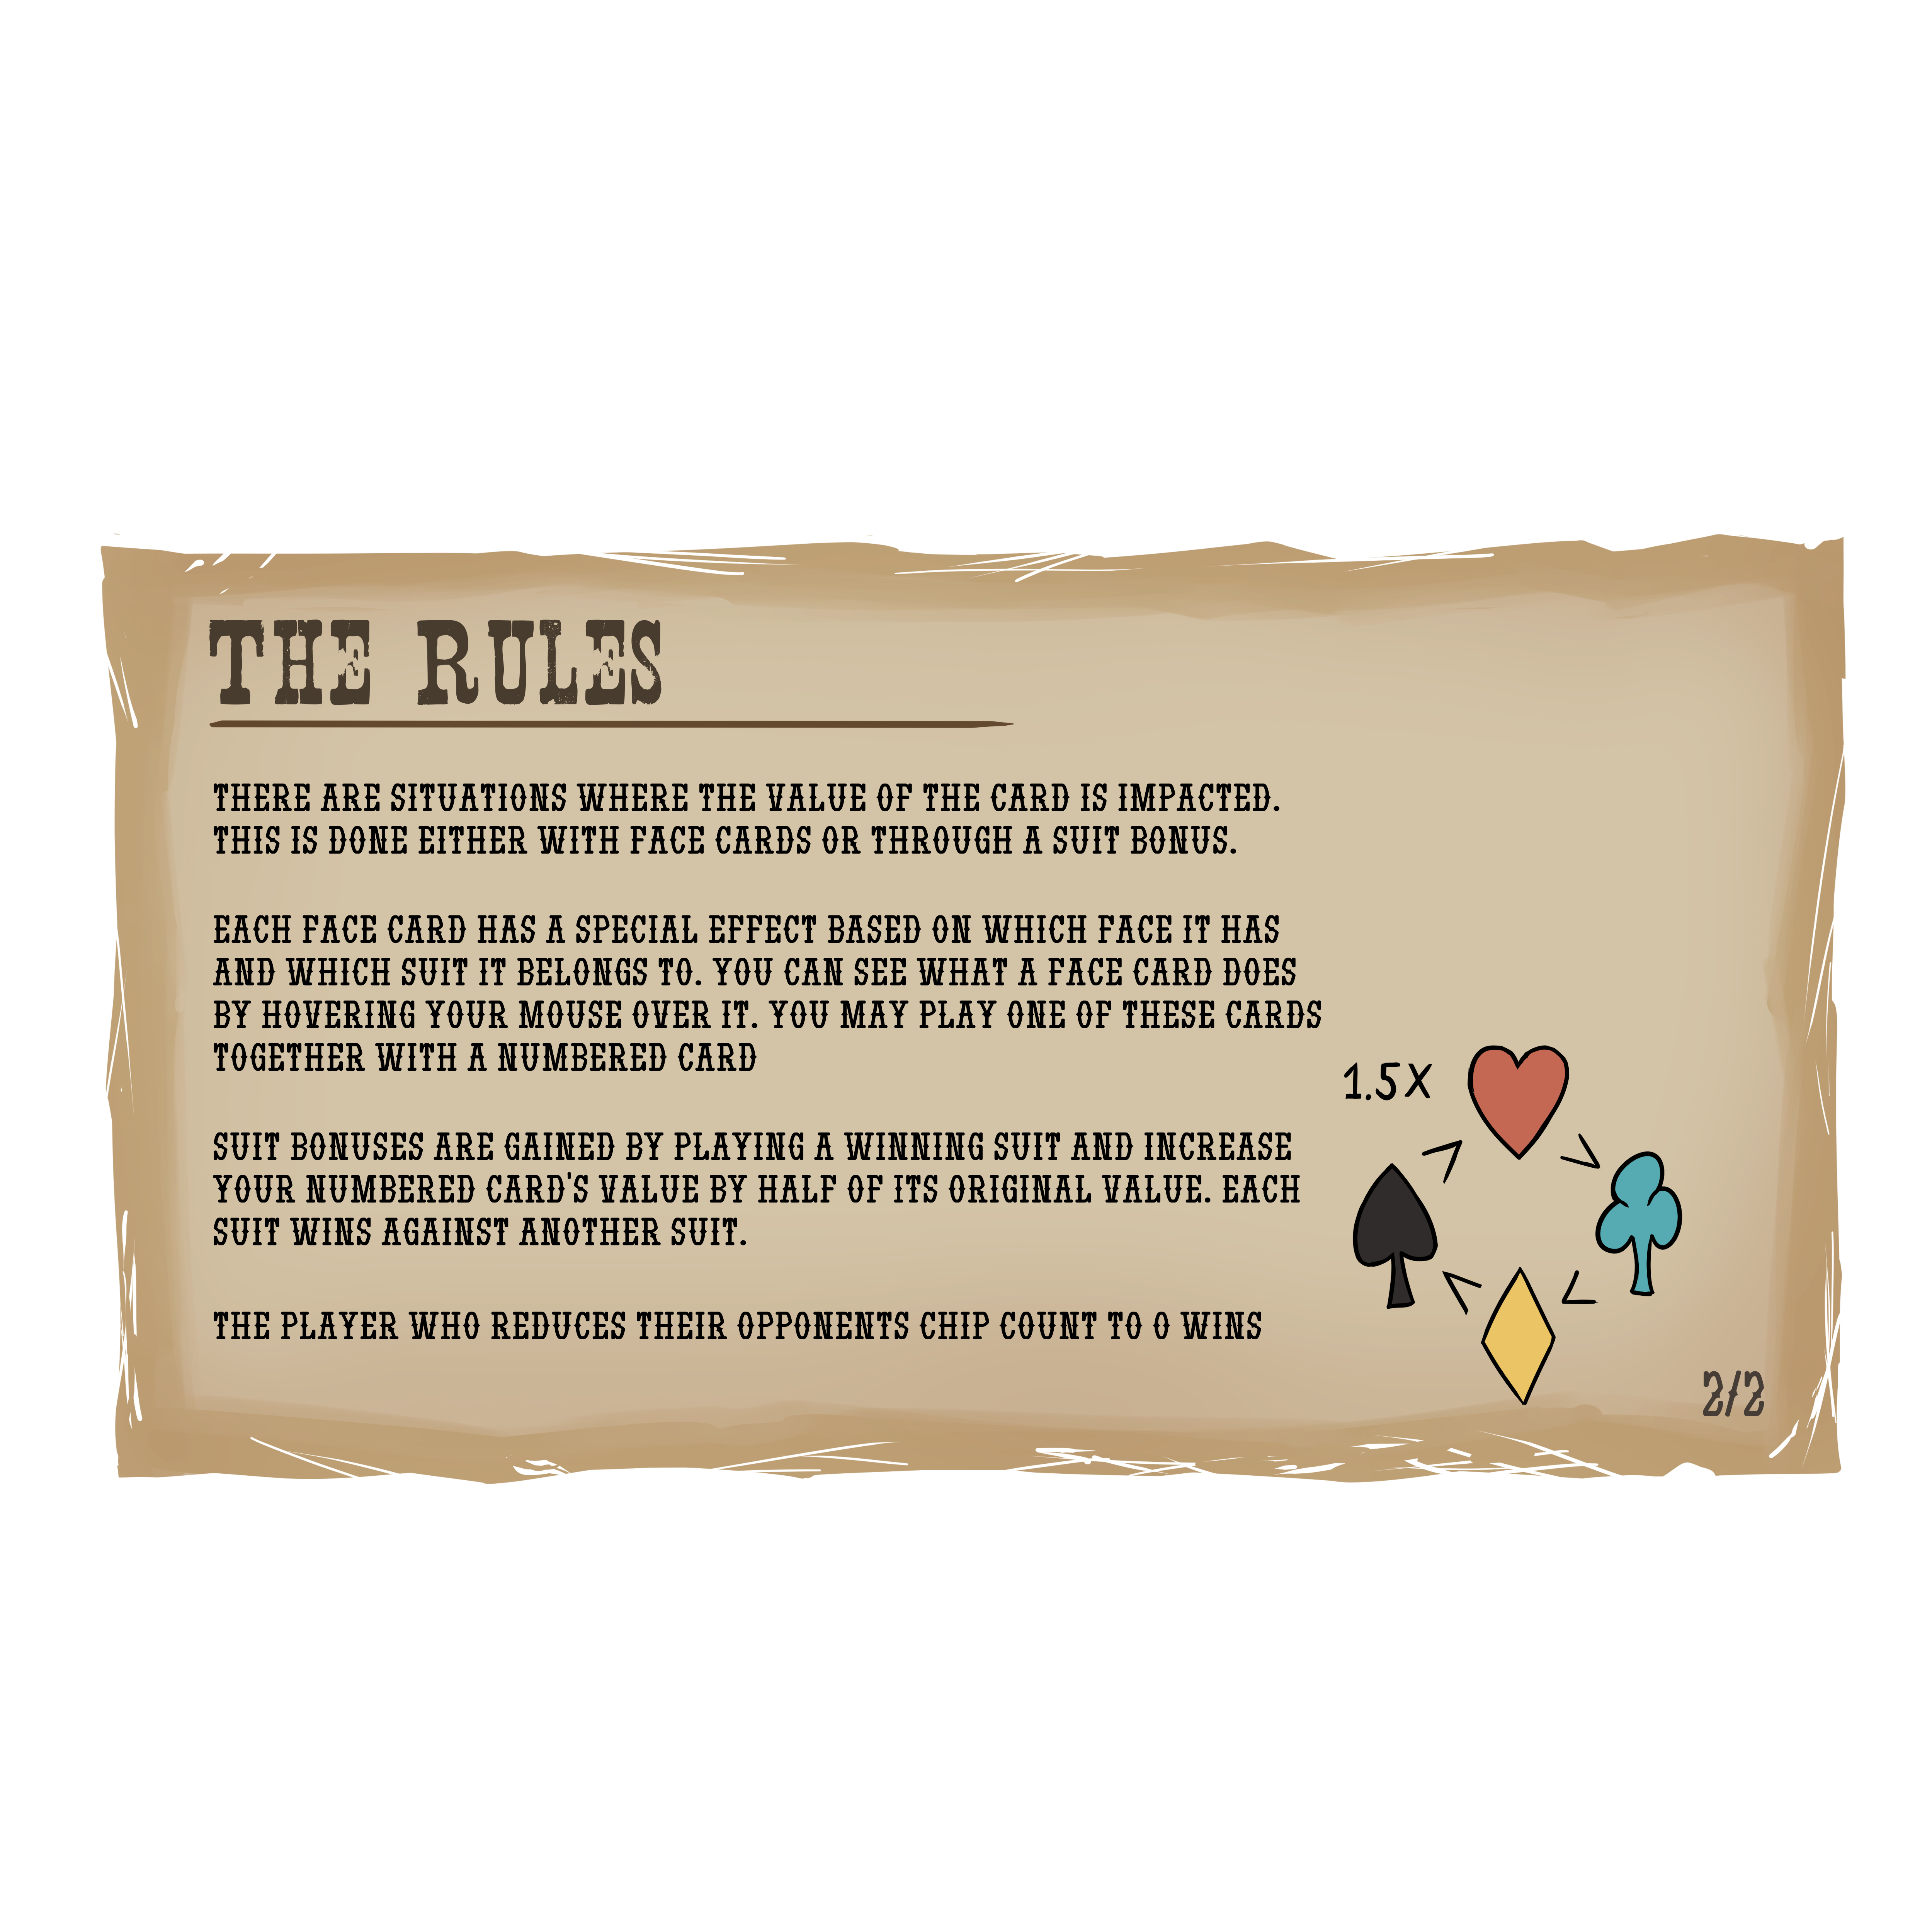 THE RULES
THERE ARE SITUATIONS WHERE THE VALUE OF THE CARD IS IMPACTED.
THIS IS DONE EITHER WITH FACE CARDS OR THROUGH A SUIT BONUS.
EACH FACE CARD HAS A SPECIAL EFFECT BASED ON WHICH FACE IT HAS
AND WHICH SUIT IT BELONGS TO. YOU CAN SEE WHAT A FACE CARD DOES
BY HOVERING YOUR MOUSE OVER IT. YOU MAY PLAY ONE OF THESE CARDS
TOGETHER WITH A NUMBERED CARD
SUIT BONUSES ARE GAINED BY PLAYING A WINNING SUIT AND INCREASE
YOUR NUMBERED CARD'S VALUE BY HALF OF ITS ORIGINAL VALUE. EACH
SUIT WINS AGAINST ANOTHER SUIT.
THE PLAYER WHO REDUCES THEIR OPPONENTS CHIP COUNT TO 0 WINS
1.5X
2/2